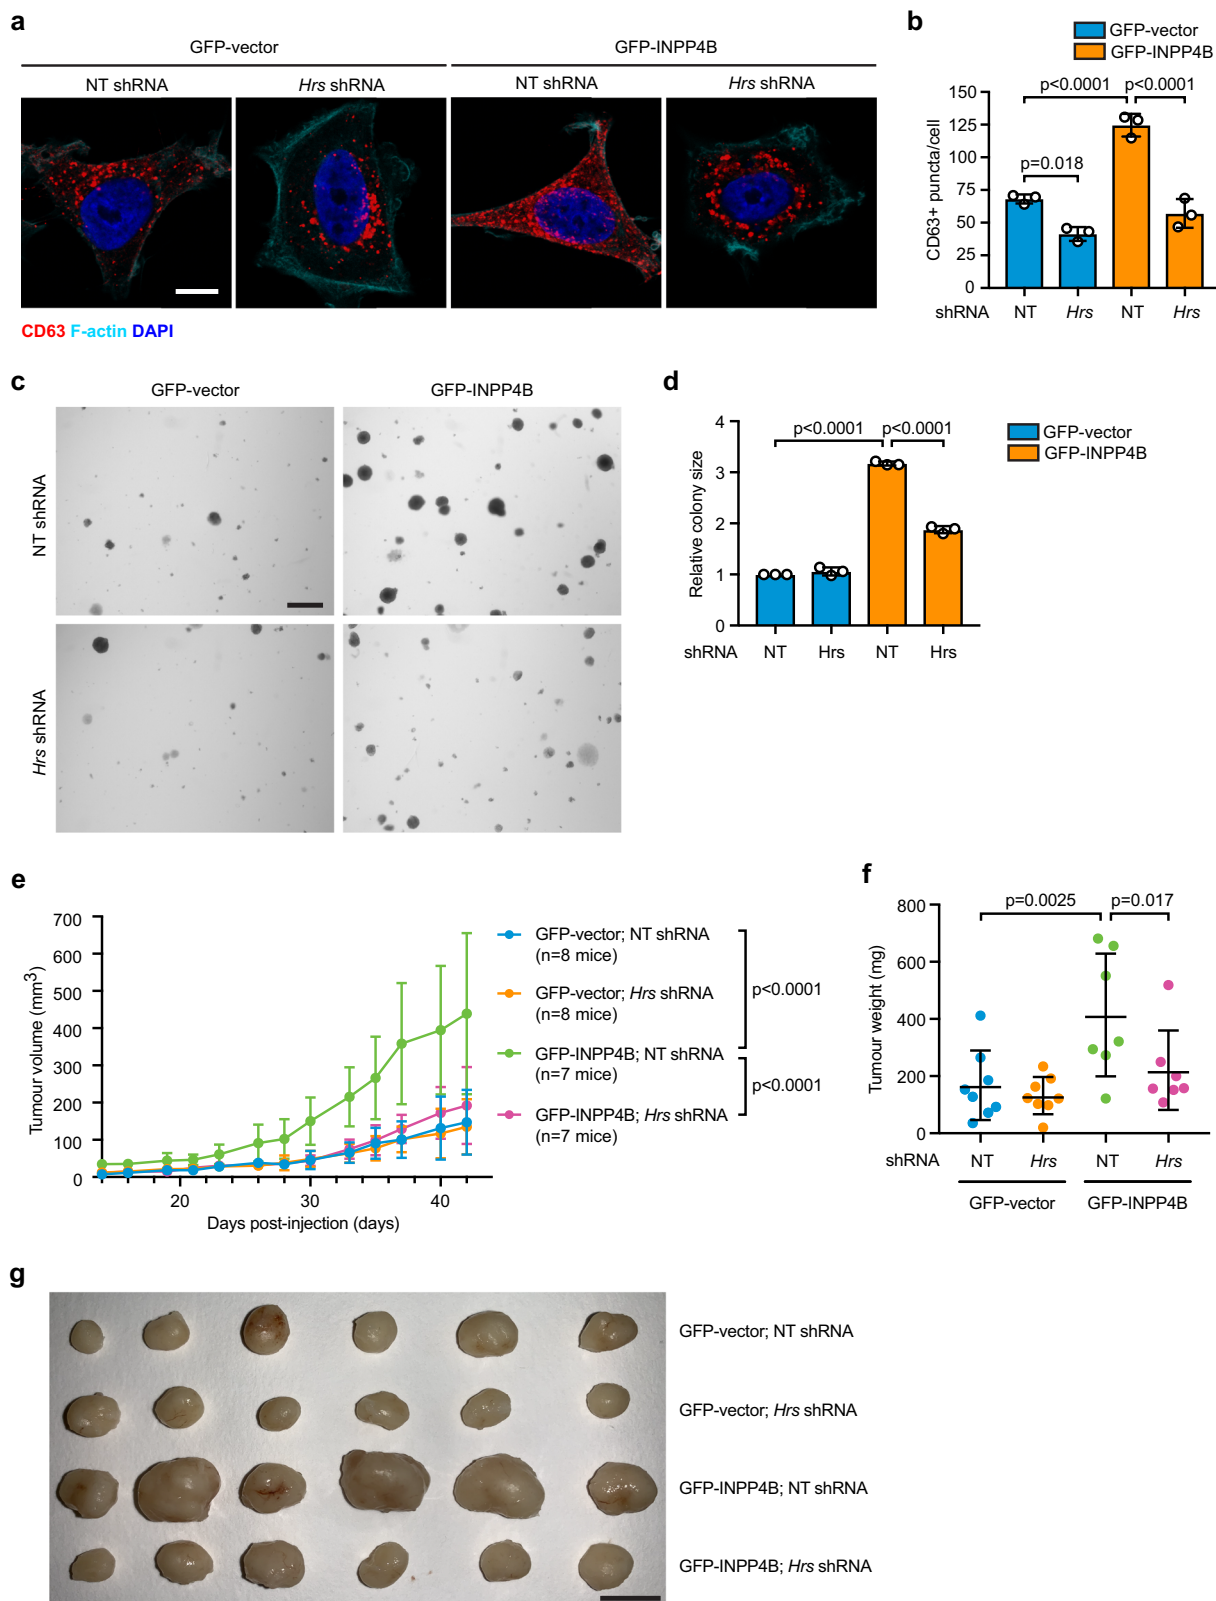 a
GFP-vector
GFP-INPP4B
NT shRNA
Hrs shRNA
NT shRNA
Hrs shRNA
CD63 F-actin DAPI
b
GFP-vector
GFP-INPP4B
p<0.0001
p<0.0001
p=0.018
CD63+ puncta/cell
150
125
100
75
50
25
0
shRNA
NT
Hrs
NT
Hrs
c
GFP-vector
GFP-INPP4B
NT shRNA
Hrs shRNA
d
GFP-vector
GFP-INPP4B
p<0.0001
p<0.0001
Relative colony size
4
3
2
1
0
shRNA
NT
Hrs
NT
Hrs
e
Tumour volume (mm³)
700
600
500
400
300
200
100
0
20
30
40
Days post-injection (days)
GFP-vector; NT shRNA
(n=8 mice)
GFP-vector; Hrs shRNA
(n=8 mice)
GFP-INPP4B; NT shRNA
(n=7 mice)
GFP-INPP4B; Hrs shRNA
(n=7 mice)
p<0.0001
p<0.0001
f
p=0.0025
p=0.017
Tumour weight (mg)
800
600
400
200
0
shRNA
NT
Hrs
NT
Hrs
GFP-vector
GFP-INPP4B
g
GFP-vector; NT shRNA
GFP-vector; Hrs shRNA
GFP-INPP4B; NT shRNA
GFP-INPP4B; Hrs shRNA